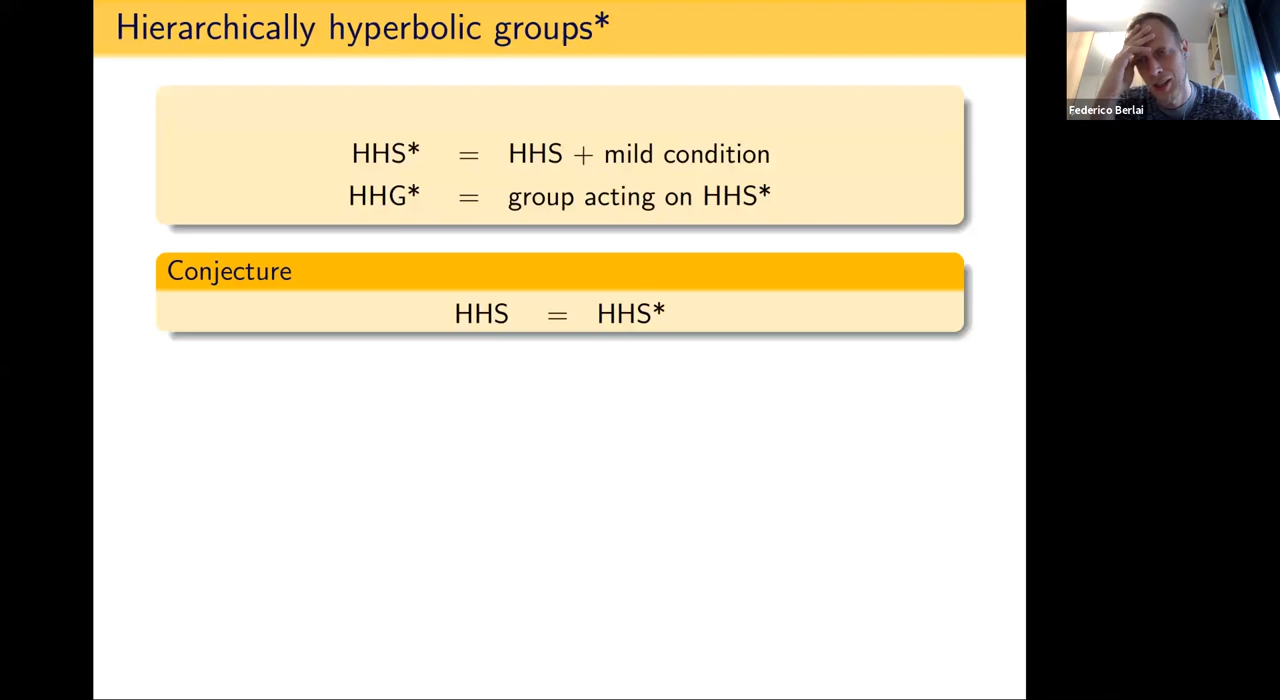 Hierarchically hyperbolic groups*
HHS* = HHS + mild condition
HHG* = group acting on HHS*
Conjecture
HHS = HHS*
Federico Berlai